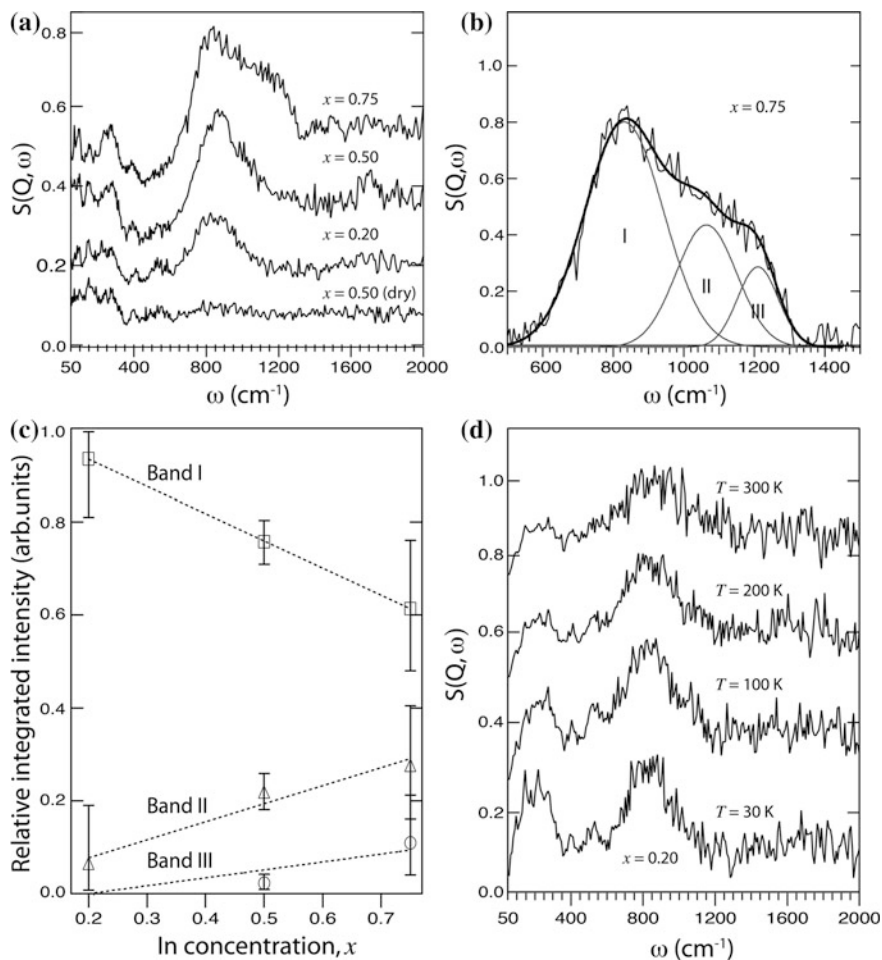 (a)
0.8
0.6
0.4
0.2
0.0
S(Q,ω)
x = 0.75
x = 0.50
x = 0.20
x = 0.50 (dry)
50 400 800 1200 1600 2000
ω (cm⁻¹)
(b)
1.0
0.8
0.6
0.4
0.2
0.0
S(Q,ω)
x = 0.75
I
II
III
600 800 1000 1200 1400
ω (cm⁻¹)
(c)
1.0
0.8
0.6
0.4
0.2
0.0
Relative integrated intensity (arb.units)
Band I
Band II
Band III
0.2 0.3 0.4 0.5 0.6 0.7
In concentration, x
(d)
1.0
0.8
0.6
0.4
0.2
0.0
S(Q,ω)
T = 300 K
T = 200 K
T = 100 K
T = 30 K
x = 0.20
50 400 800 1200 1600 2000
ω (cm⁻¹)